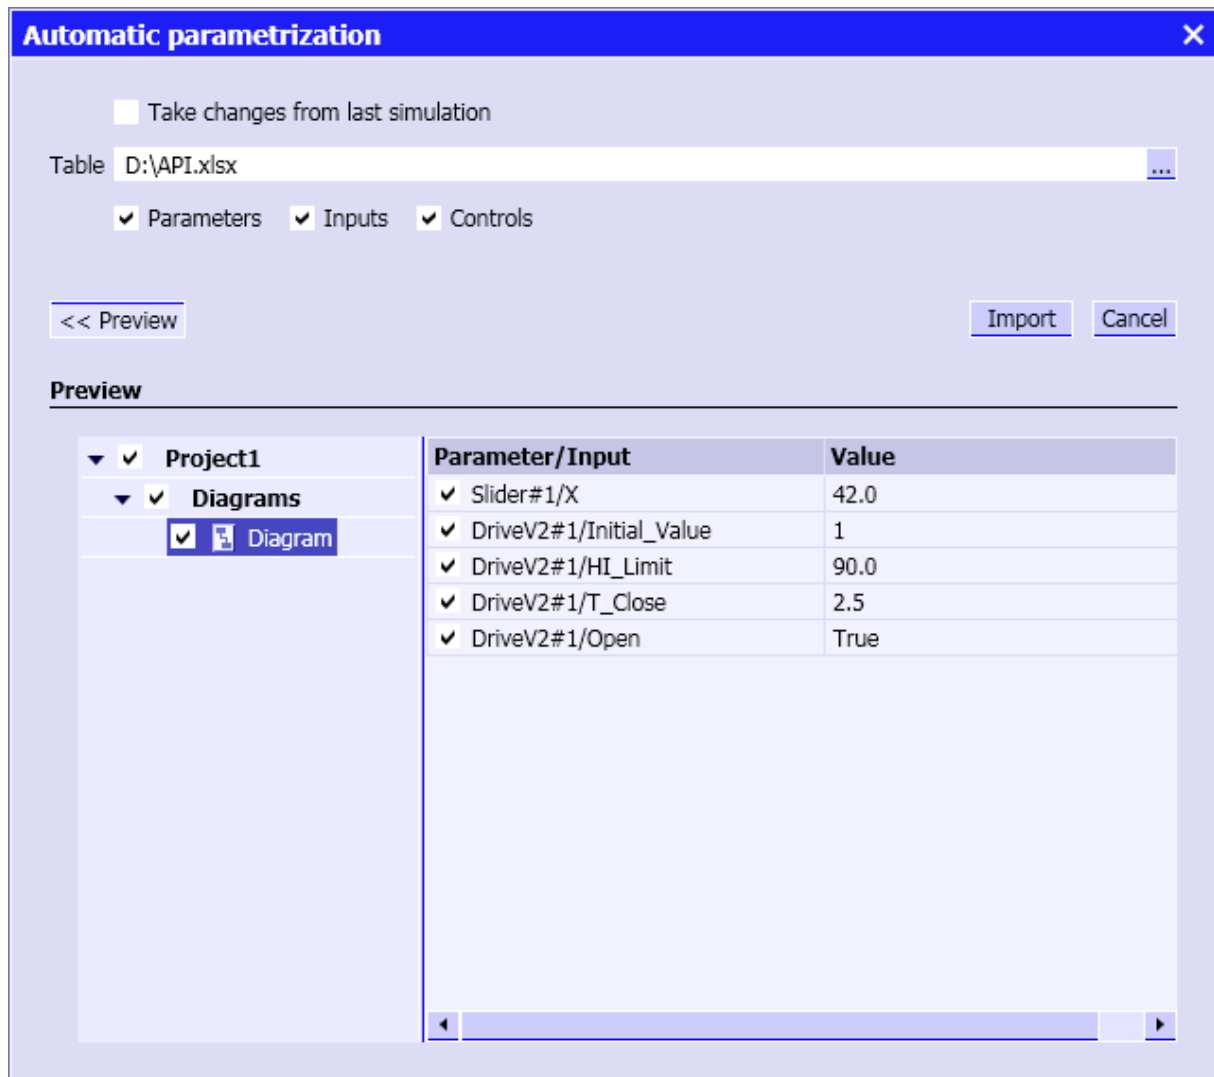 Automatic parametrization
Take changes from last simulation
Table D:\API.xlsx ...
Parameters Inputs Controls
<< Preview Import Cancel
Preview
Project1
Diagrams
Diagram
Parameter/Input Value
Slider#1/X 42.0
DriveV2#1/Initial_Value 1
DriveV2#1/HI_Limit 90.0
DriveV2#1/T_Close 2.5
DriveV2#1/Open True